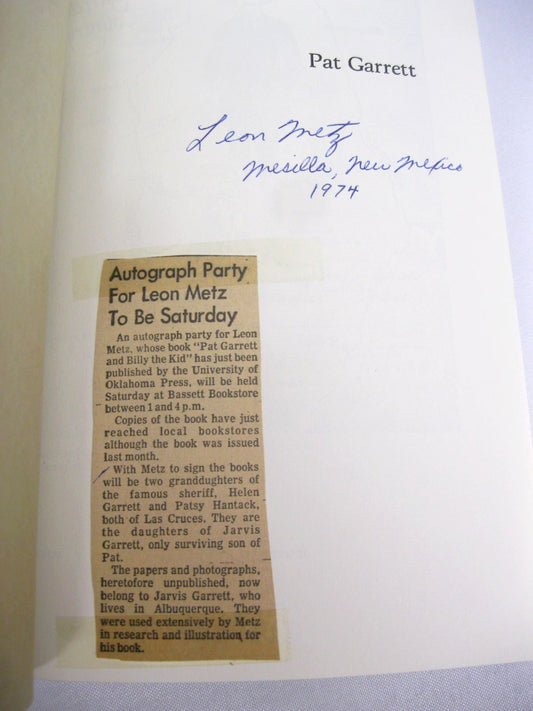 Pat Garrett
Leon Metz
Mesilla, New Mexico
1974
Autograph Party
For Leon Metz
To Be Saturday
An autograph party for Leon
Metz, whose book "Pat Garrett
and Billy the Kid" has just been
published by the University of
Oklahoma Press, will be held
Saturday at Bassett Bookstore
between 1 and 4 p.m.
Copies of the book have just
reached local bookstores
although the book was issued
last month.
With Metz to sign the books
will be two granddughters of
the famous sheriff, Helen
Garrett and Patsy Hantack,
both of Las Cruces. They are
the daughters of Jarvis
Garrett, only surviving son of
Pat.
The papers and photographs,
heretofore unpublished, now
belong to Jarvis Garrett, who
lives in Albuquerque. They
were used extensively by Metz
in research and illustration for
his book.